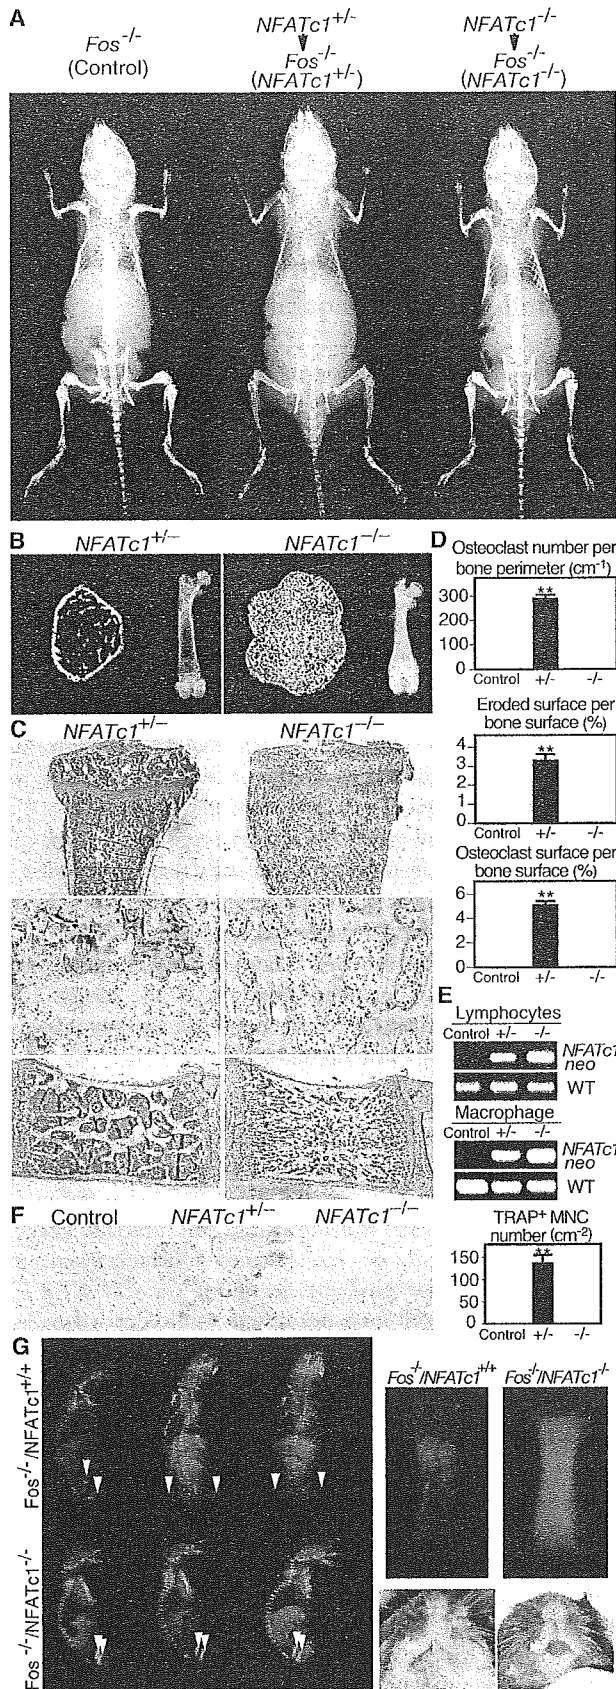 A
Fos-/-
(Control)
NFATc1+/-
Fos-/-
(NFATc1+/-)
NFATc1-/-
Fos-/-
(NFATc1-/-)
B
NFATc1+/-
NFATc1-/-
C
NFATc1+/-
NFATc1-/-
D
Osteoclast number per
bone perimeter (cm-1)
300
200
100
0
**
Control +/- -/-
Eroded surface per
bone surface (%)
4
3
2
1
0
**
Control +/- -/-
Osteoclast surface per
bone surface (%)
6
4
2
0
**
Control +/- -/-
E
Lymphocytes
Control +/- -/-
NFATc1
neo
WT
Macrophage
Control +/- -/-
NFATc1
neo
WT
F
Control
NFATc1+/-
NFATc1-/-
TRAP+ MNC
number (cm-2)
150
100
50
0
**
Control +/- -/-
G
Fos-/-/NFATc1+/+
Fos-/-/NFATc1-/-
Fos-/-/NFATc1+/+
Fos-/-/NFATc1-/-